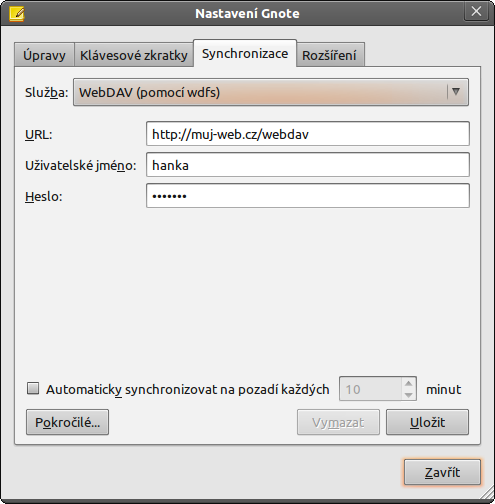 Nastavení Gnote
Úpravy Klávesové zkratky Synchronizace Rozšíření
Služba: WebDAV (pomocí wdfs)
URL: http://muj-web.cz/webdav
Uživatelské jméno: hanka
Heslo: •••••••
Automaticky synchronizovat na pozadí každých 10 minut
Pokročilé... Vymazat Uložit
Zavřít